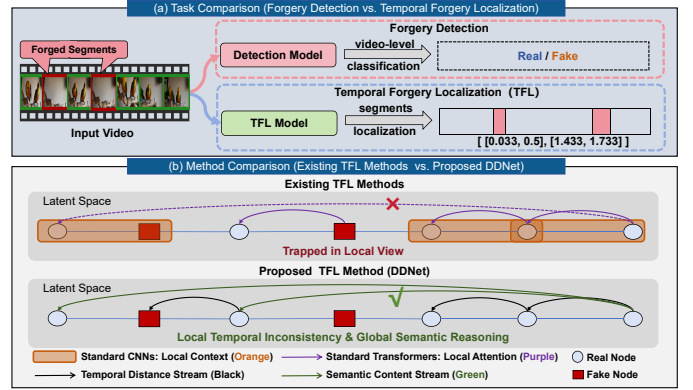 (a) Task Comparison (Forgery Detection vs. Temporal Forgery Localization)
Forgery Detection
Forged Segments
Detection Model
video-level
classification
Real / Fake
Input Video
Temporal Forgery Localization (TFL)
TFL Model
segments
localization
[ [0.033, 0.5], [1.433, 1.733] ]
(b) Method Comparison (Existing TFL Methods vs. Proposed DDNet)
Existing TFL Methods
Latent Space
Trapped in Local View
Proposed TFL Method (DDNet)
Latent Space
Local Temporal Inconsistency & Global Semantic Reasoning
Standard CNNs: Local Context (Orange)
Standard Transformers: Local Attention (Purple)
Real Node
Temporal Distance Stream (Black)
Semantic Content Stream (Green)
Fake Node